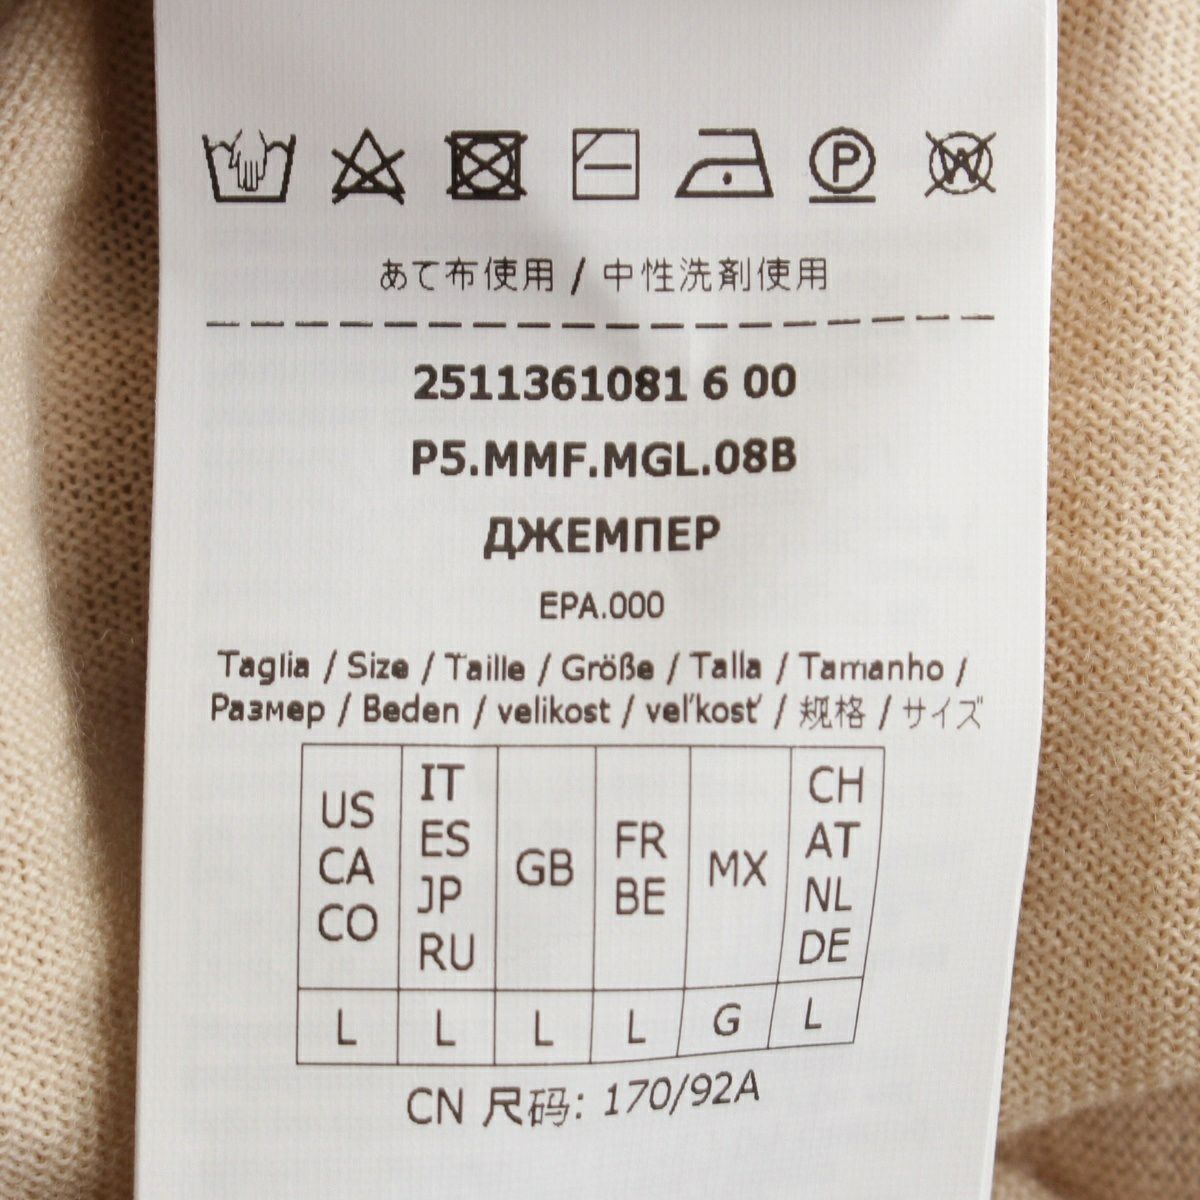 P W
あて布使用 / 中性洗剤使用
2511361081 6 00
P5.MMF.MGL.08B
ДЖЕМПЕР
EPA.000
Taglia / Size / Taille / Größe / Talla / Tamanho /
Размер / Beden / velikost / veľkosť / 规格 / サイズ
US CA CO IT ES JP RU GB FR BE MX CH AT NL DE
L L L L G L
CN 尺码: 170/92A